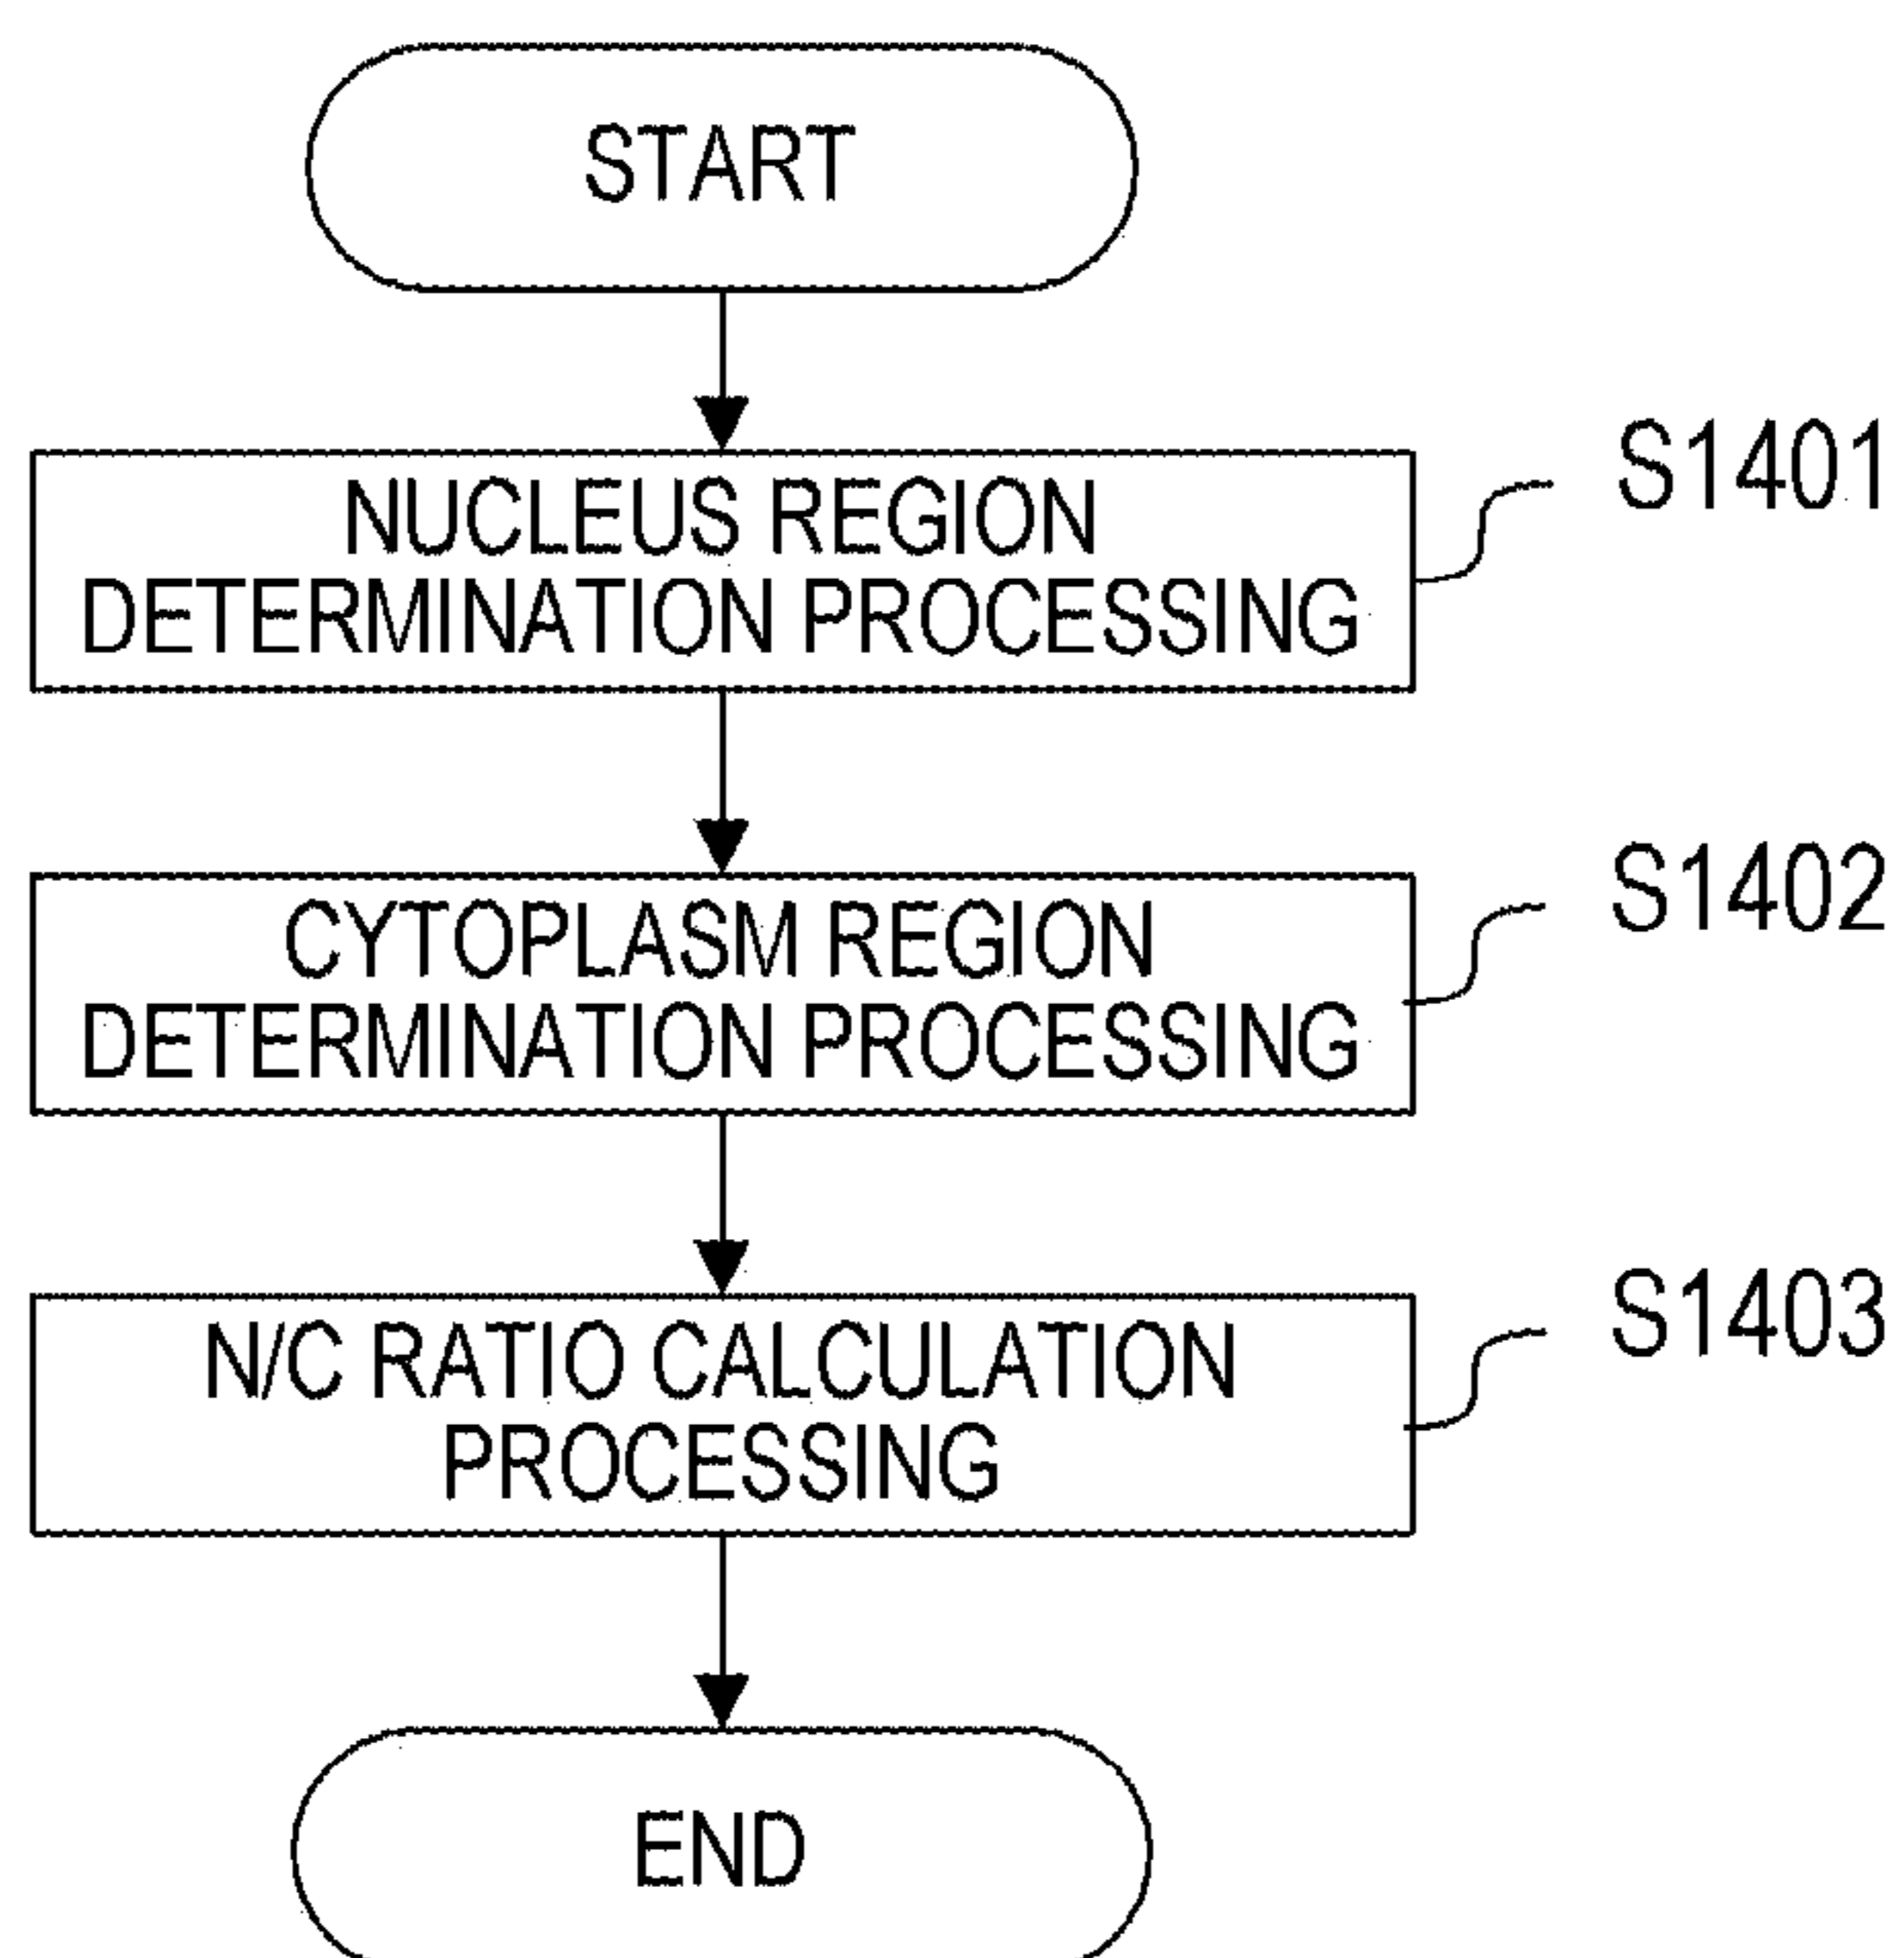 START
NUCLEUS REGION
DETERMINATION PROCESSING
S1401
CYTOPLASM REGION
DETERMINATION PROCESSING
S1402
N/C RATIO CALCULATION
PROCESSING
S1403
END